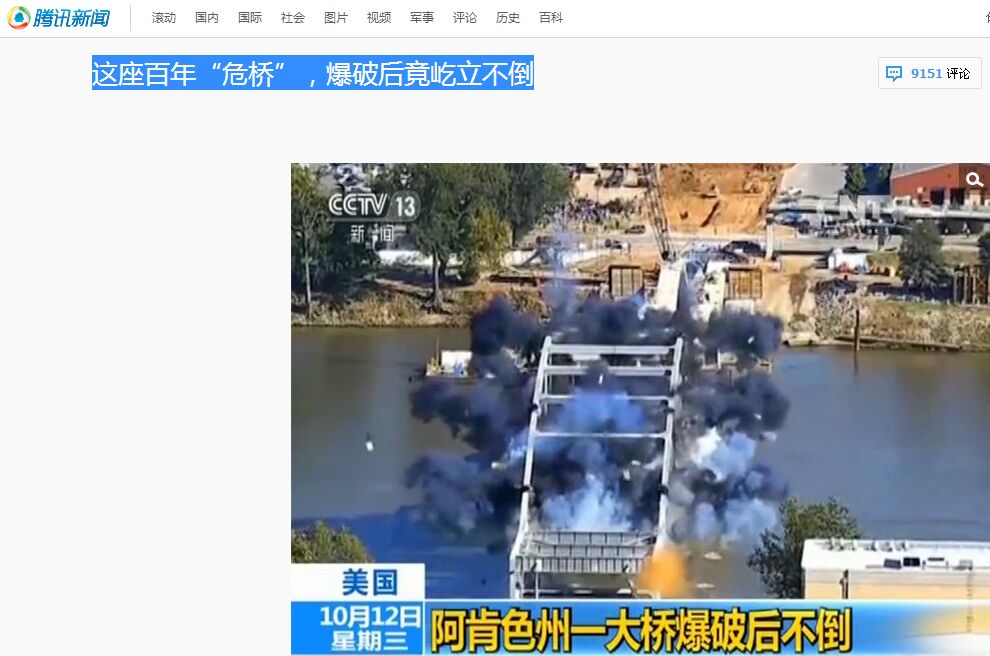 腾讯新闻
滚动 国内 国际 社会 图片 视频 军事 评论 历史 百科
这座百年“危桥”，爆破后竟屹立不倒
9151 评论
CCTV 13
新闻
美国
10月12日
星期三
阿肯色州一大桥爆破后不倒